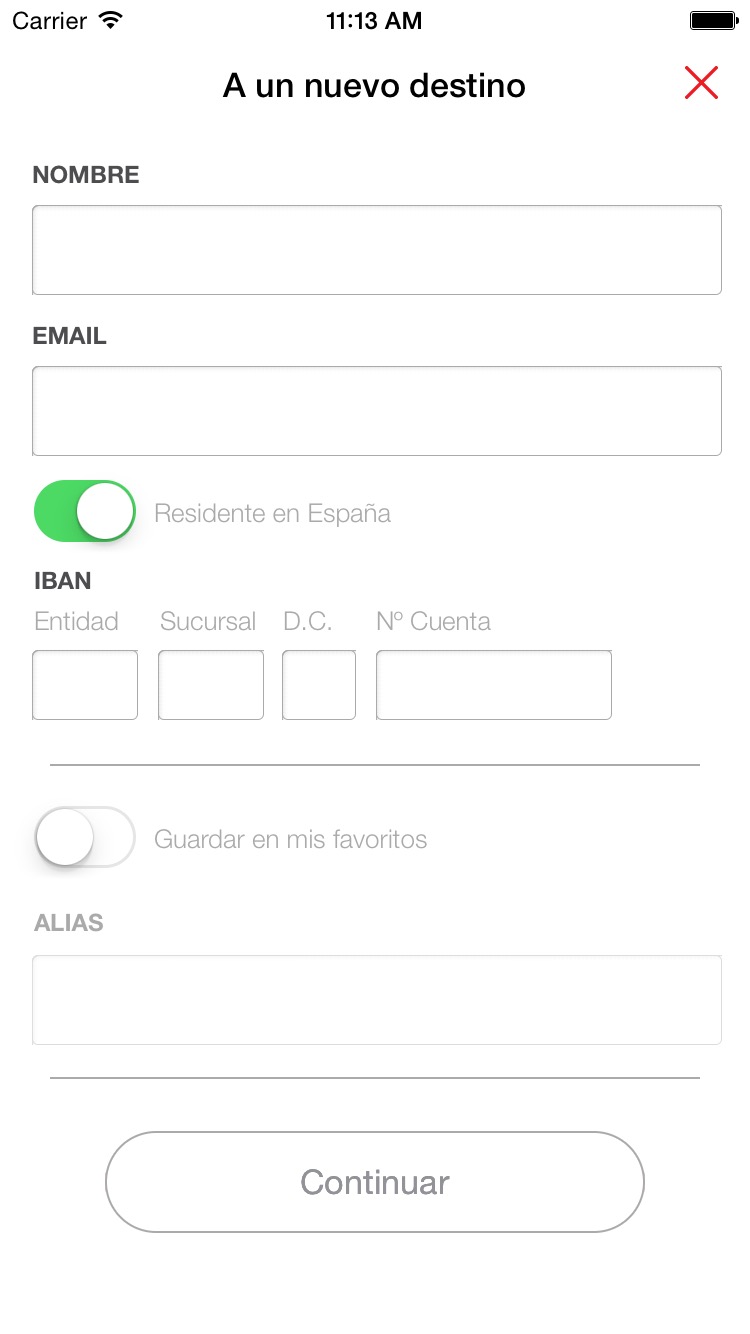 Carrier 11:13 AM
A un nuevo destino
NOMBRE
EMAIL
Residente en España
IBAN
Entidad Sucursal D.C. Nº Cuenta
Guardar en mis favoritos
ALIAS
Continuar